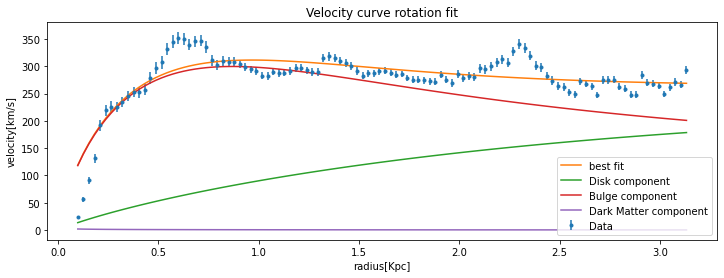 Velocity curve rotation fit
velocity[km/s]
350
300
250
200
150
100
50
0
best fit
Disk component
Bulge component
Dark Matter component
Data
0.0 0.5 1.0 1.5 2.0 2.5 3.0
radius[Kpc]